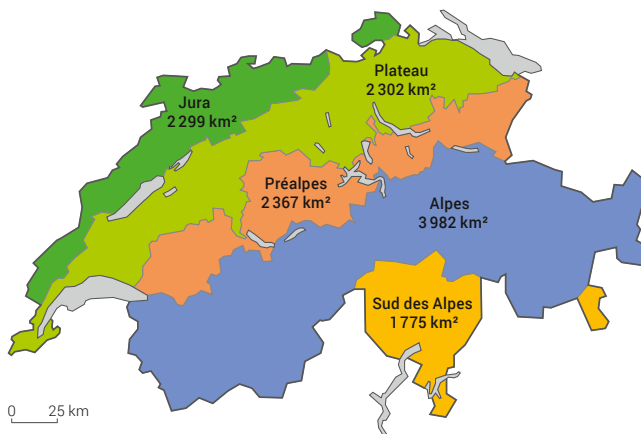 Plateau
2 302 km²
Jura
2 299 km²
Préalpes
2 367 km²
Alpes
3 982 km²
Sud des Alpes
1 775 km²
0 25 km